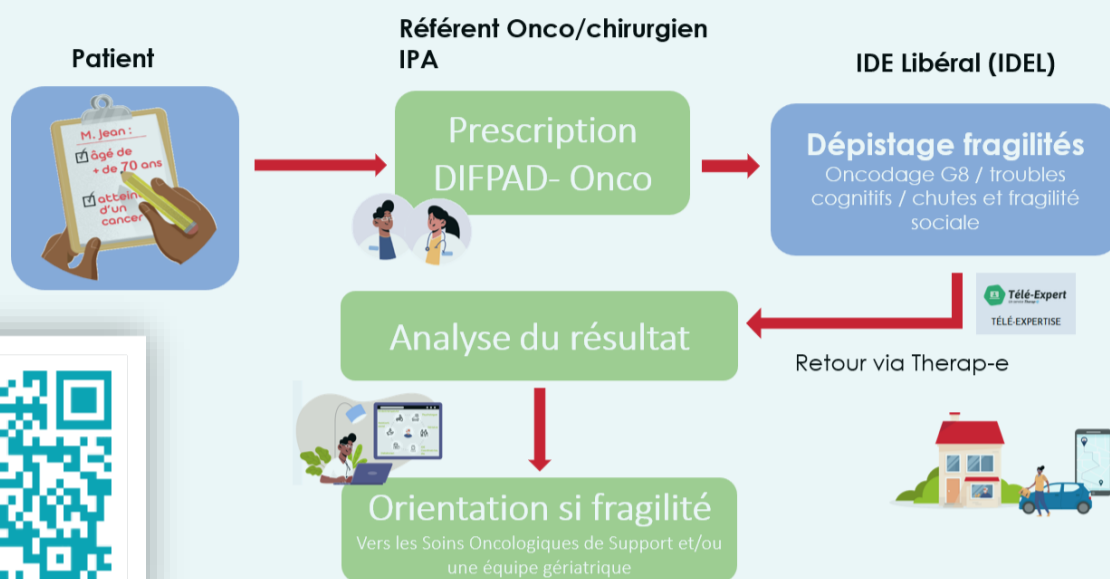 Patient
Référent Onco/chirurgien
IPA
IDE Libéral (IDEL)
M. Jean :
âgé de
+ de 70 ans
atteint
d'un
cancer
Prescription
DIFPAD- Onco
Dépistage fragilités
Oncodage G8 / troubles
cognitifs / chutes et fragilité
sociale
Télé-Expert
TÉLÉ-EXPERTISE
Analyse du résultat
Retour via Therap-e
Orientation si fragilité
Vers les Soins Oncologiques de Support et/ou
une équipe gériatrique